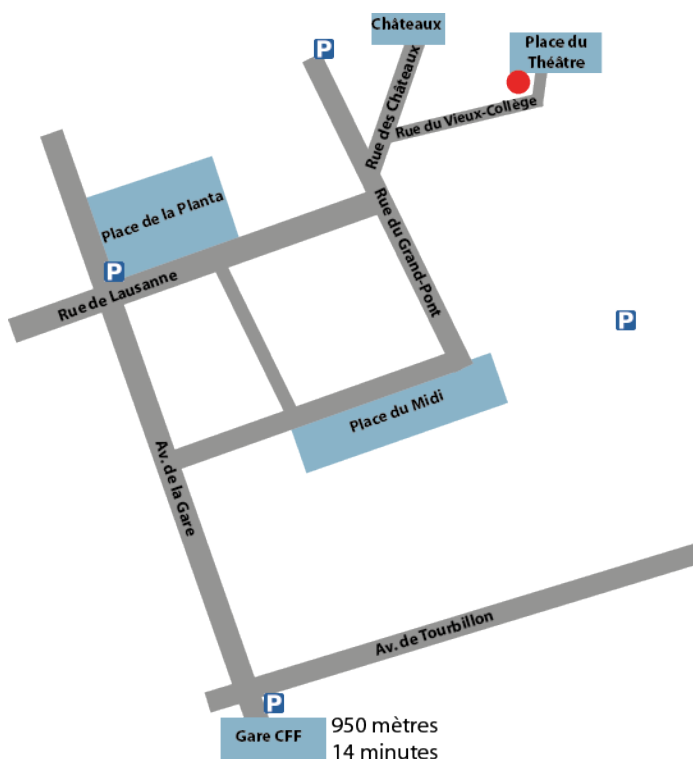 Châteaux
P
Place du
Théâtre
Rue des Châteaux
Rue du Vieux-Collège
Place de la Planta
Rue du Grand-Pont
P
Rue de Lausanne
P
Place du Midi
Av. de la Gare
Av. de Tourbillon
P
Gare CFF
950 mètres
14 minutes